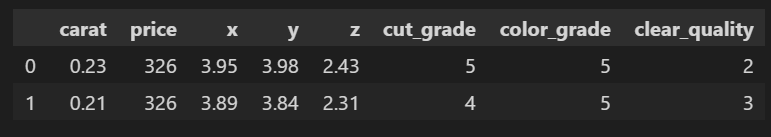 carat price x y z cut_grade color_grade clear_quality
0 0.23 326 3.95 3.98 2.43 5 5 2
1 0.21 326 3.89 3.84 2.31 4 5 3